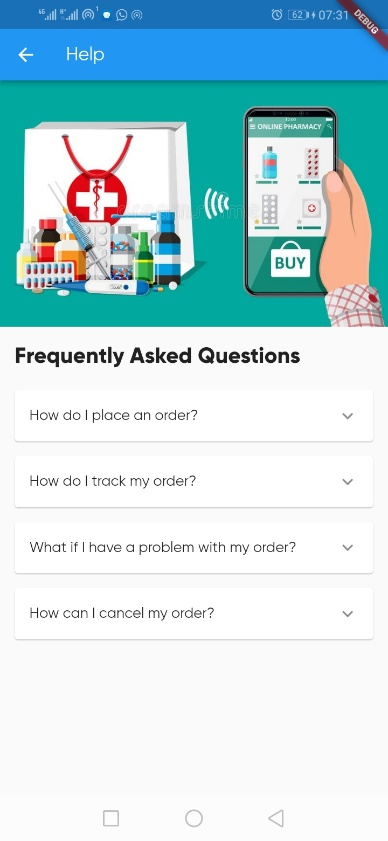 62
07:31
DEBUG
Help
ONLINE PHARMACY
BUY
Frequently Asked Questions
How do I place an order?
How do I track my order?
What if I have a problem with my order?
How can I cancel my order?